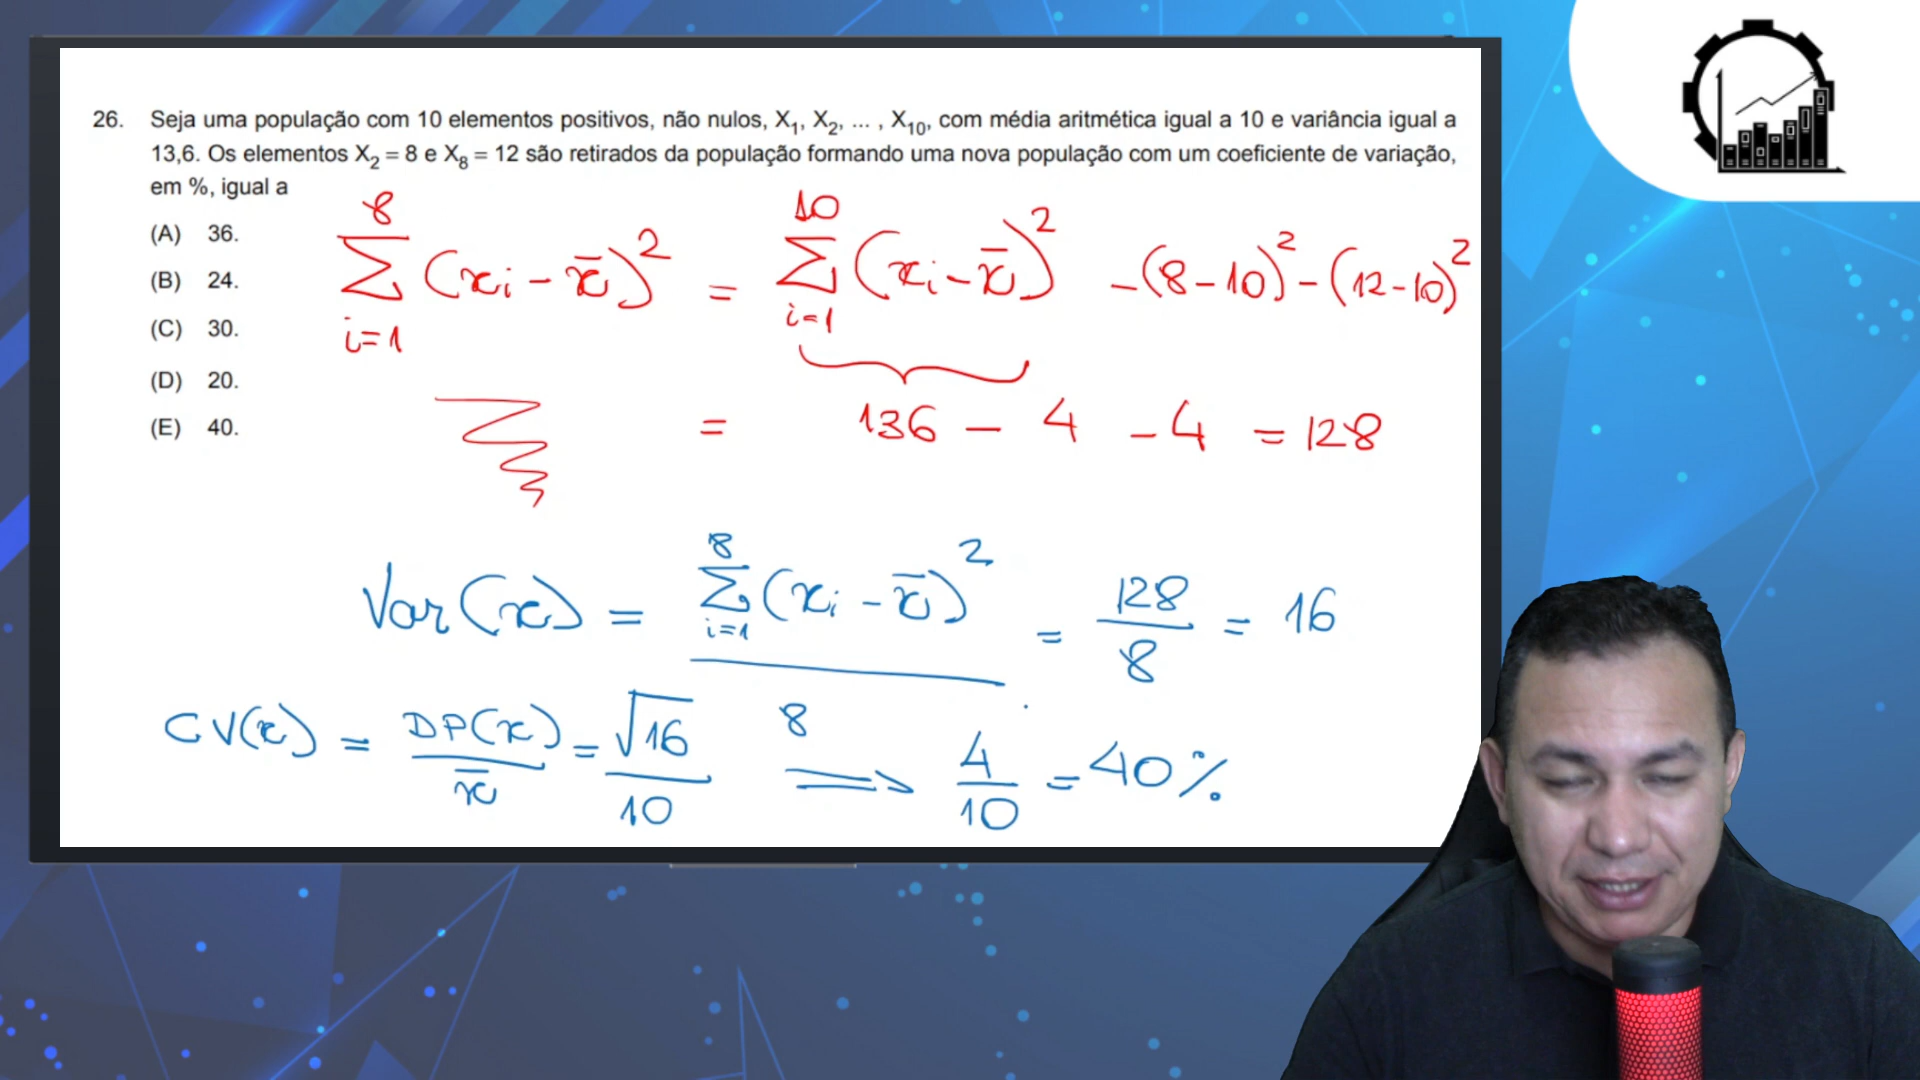 26. Seja uma população com 10 elementos positivos, não nulos, X₁, X₂, ... , X₁₀, com média aritmética igual a 10 e variância igual a
13,6. Os elementos X₂ = 8 e X₈ = 12 são retirados da população formando uma nova população com um coeficiente de variação,
em %, igual a
(A) 36.
(B) 24.
(C) 30.
(D) 20.
(E) 40.
8 Σ i=1 (xi - x̄)² = 10 Σ i=1 (xi - x̄)² - (8-10)² - (12-10)²
= 136 - 4 - 4 = 128
Var(x) = 8 Σ i=1 (xi - x̄)² / 8 = 128/8 = 16
CV(x) = DP(x)/x̄ = √16/10 ⟹ 4/10 = 40%